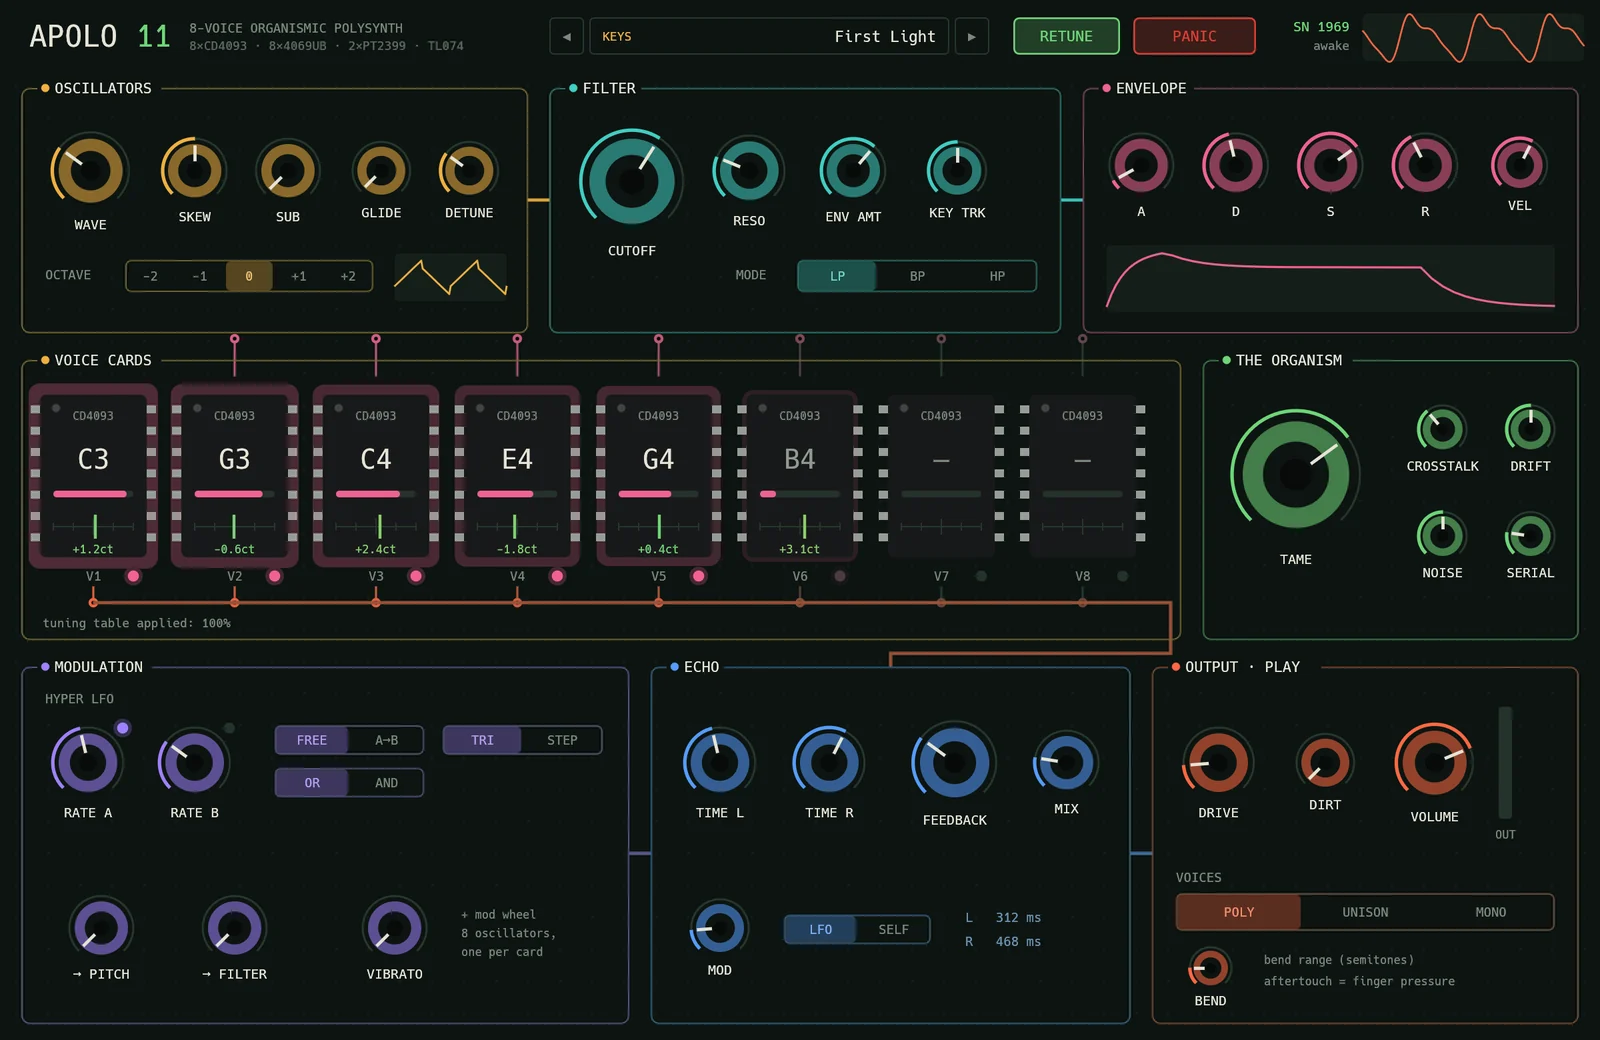 APOLO 11
8-VOICE ORGANISMIC POLYSYNTH
8×CD4093 · 8×4069UB · 2×PT2399 · TL074
◀
KEYS First Light
▶
RETUNE
PANIC
SN 1969
awake
OSCILLATORS
WAVE SKEW SUB GLIDE DETUNE
OCTAVE -2 -1 0 +1 +2
FILTER
CUTOFF RESO ENV AMT KEY TRK
MODE LP BP HP
ENVELOPE
A D S R VEL
VOICE CARDS
CD4093 CD4093 CD4093 CD4093 CD4093 CD4093 CD4093 CD4093
C3 G3 C4 E4 G4 B4 — —
+1.2ct -0.6ct +2.4ct -1.8ct +0.4ct +3.1ct
V1 V2 V3 V4 V5 V6 V7 V8
tuning table applied: 100%
THE ORGANISM
TAME
CROSSTALK DRIFT
NOISE SERIAL
MODULATION
HYPER LFO
RATE A RATE B
FREE A→B
TRI STEP
OR AND
→ PITCH → FILTER VIBRATO
+ mod wheel
8 oscillators,
one per card
ECHO
TIME L TIME R FEEDBACK MIX
MOD
LFO SELF
L 312 ms
R 468 ms
OUTPUT · PLAY
DRIVE DIRT VOLUME
OUT
VOICES
POLY UNISON MONO
BEND
bend range (semitones)
aftertouch = finger pressure